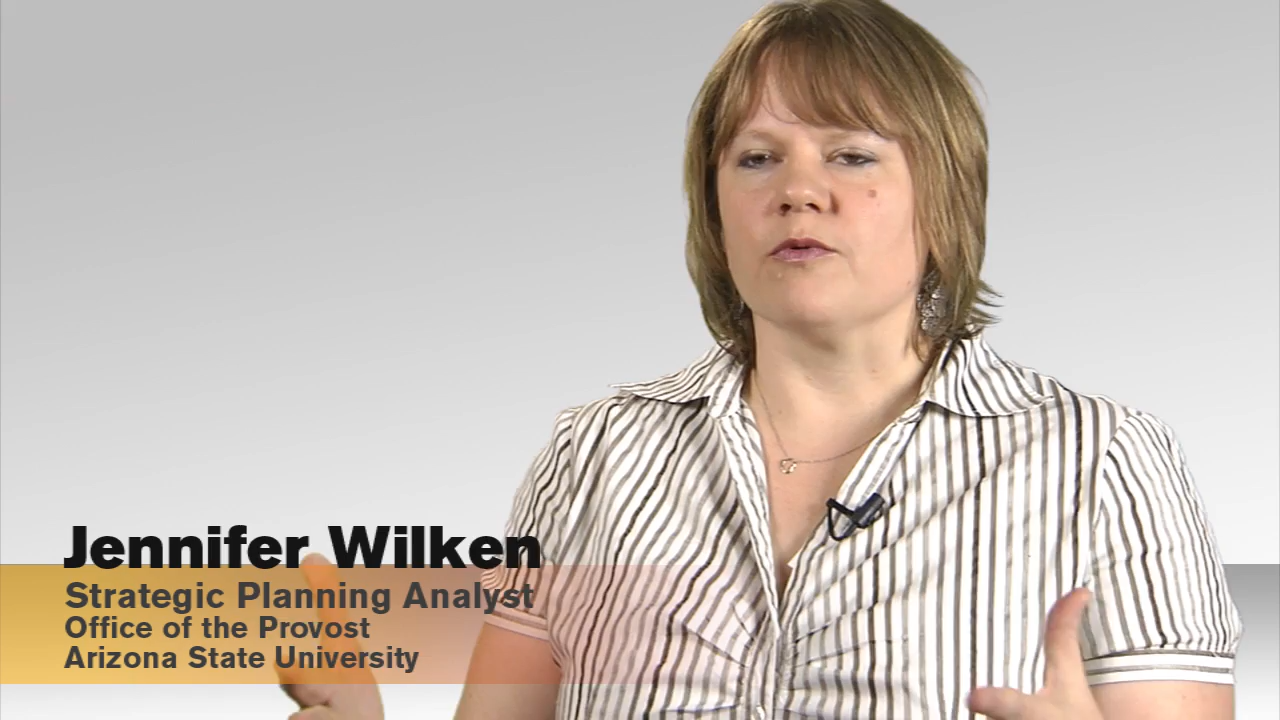 Jennifer Wilken
Strategic Planning Analyst
Office of the Provost
Arizona State University